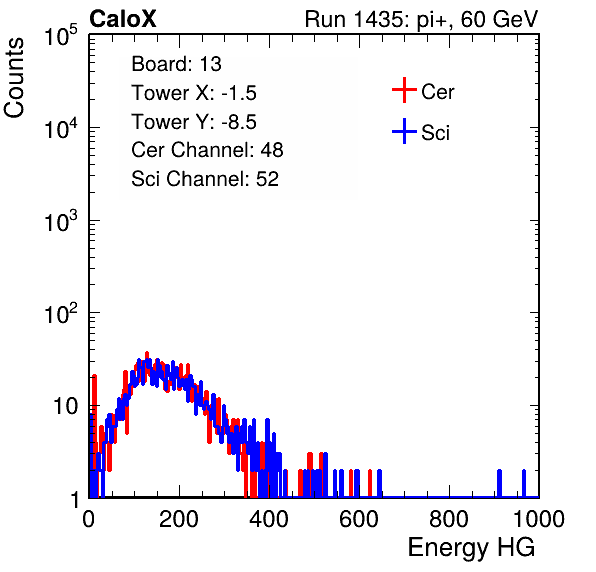 CaloX Run 1435: pi+, 60 GeV
Counts
10^5
10^4
10^3
10^2
10
1
Board: 13
Tower X: -1.5
Tower Y: -8.5
Cer Channel: 48
Sci Channel: 52
Cer
Sci
0 200 400 600 800 1000
Energy HG